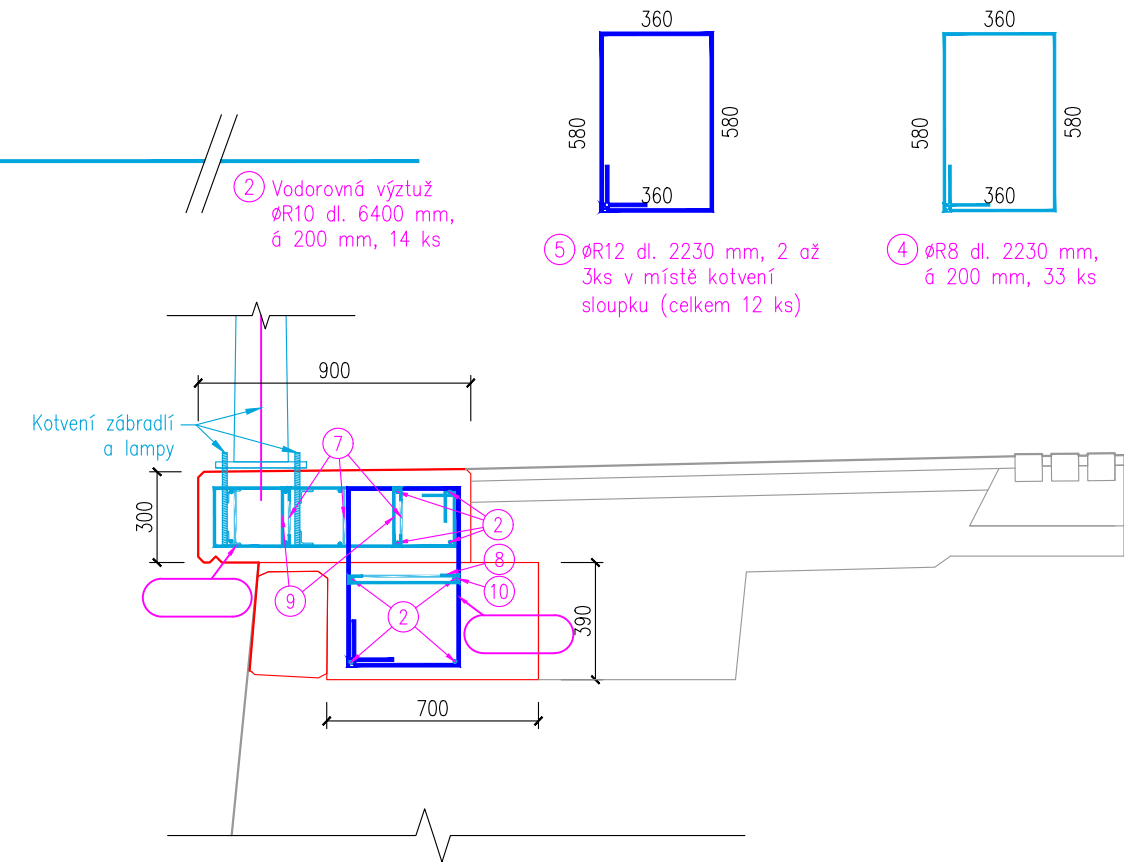 360
580
580
360
360
580
580
360
2 Vodorovná výztuž
øR10 dl. 6400 mm,
á 200 mm, 14 ks
5 øR12 dl. 2230 mm, 2 až
3ks v místě kotvení
sloupku (celkem 12 ks)
4 øR8 dl. 2230 mm,
á 200 mm, 33 ks
900
Kotvení zábradlí
a lampy
7
300
2
8
10
9
2
390
700